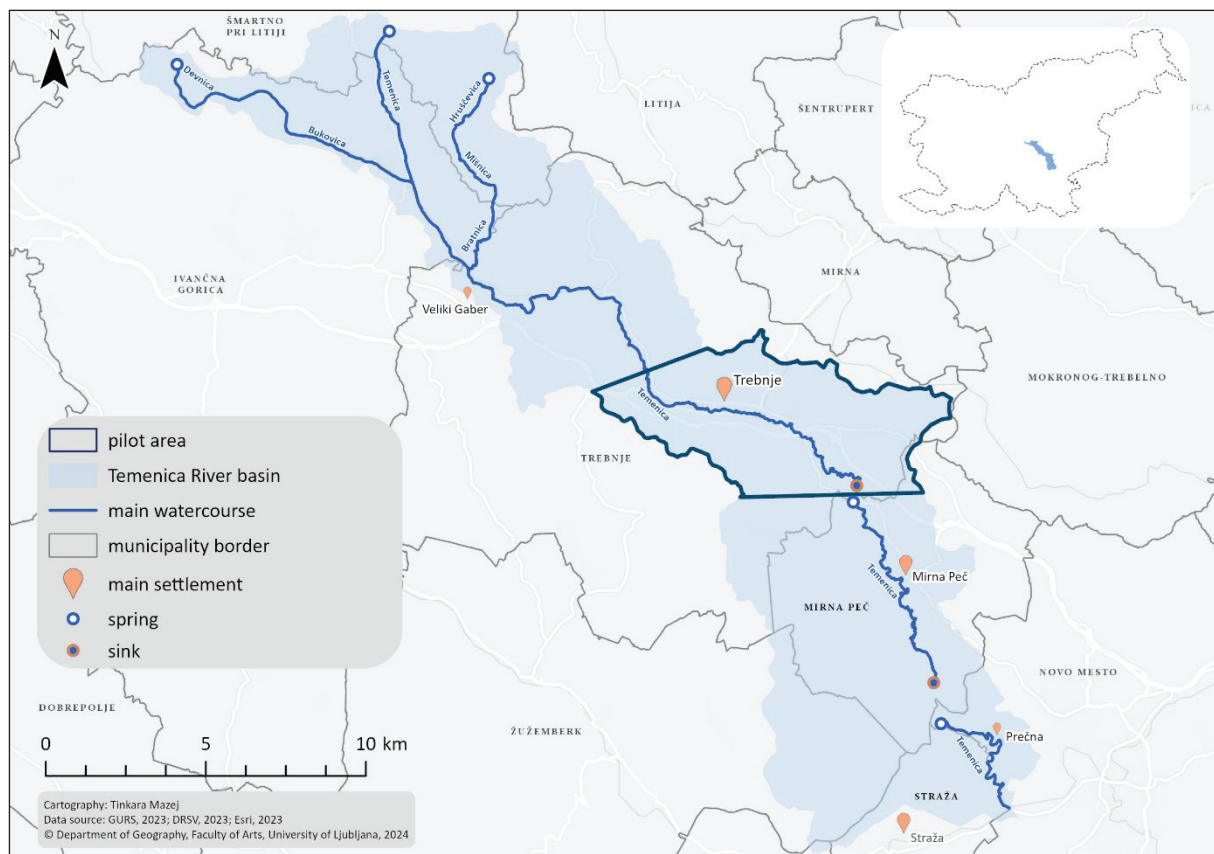 ŠMARTNO
PRI LITIJI
N
Devnica
Temenica
Hruščevica
LITIJA
ŠENTRUPERT
Bukovica
Mišnica
Bratnica
IVANČNA
GORICA
MIRNA
Veliki Gaber
Trebnje
MOKRONOG-TREBELNO
Temenica
TREBNJE
pilot area
Temenica River basin
main watercourse
municipality border
main settlement
spring
sink
Mirna Peč
Temenica
MIRNA PEČ
NOVO MESTO
DOBREPOLJE
ŽUŽEMBERK
Prečna
Temenica
STRAŽA
Straža
0 5 10 km
Cartography: Tinkara Mazej
Data source: GURS, 2023; DRSV, 2023; Esri, 2023
© Department of Geography, Faculty of Arts, University of Ljubljana, 2024